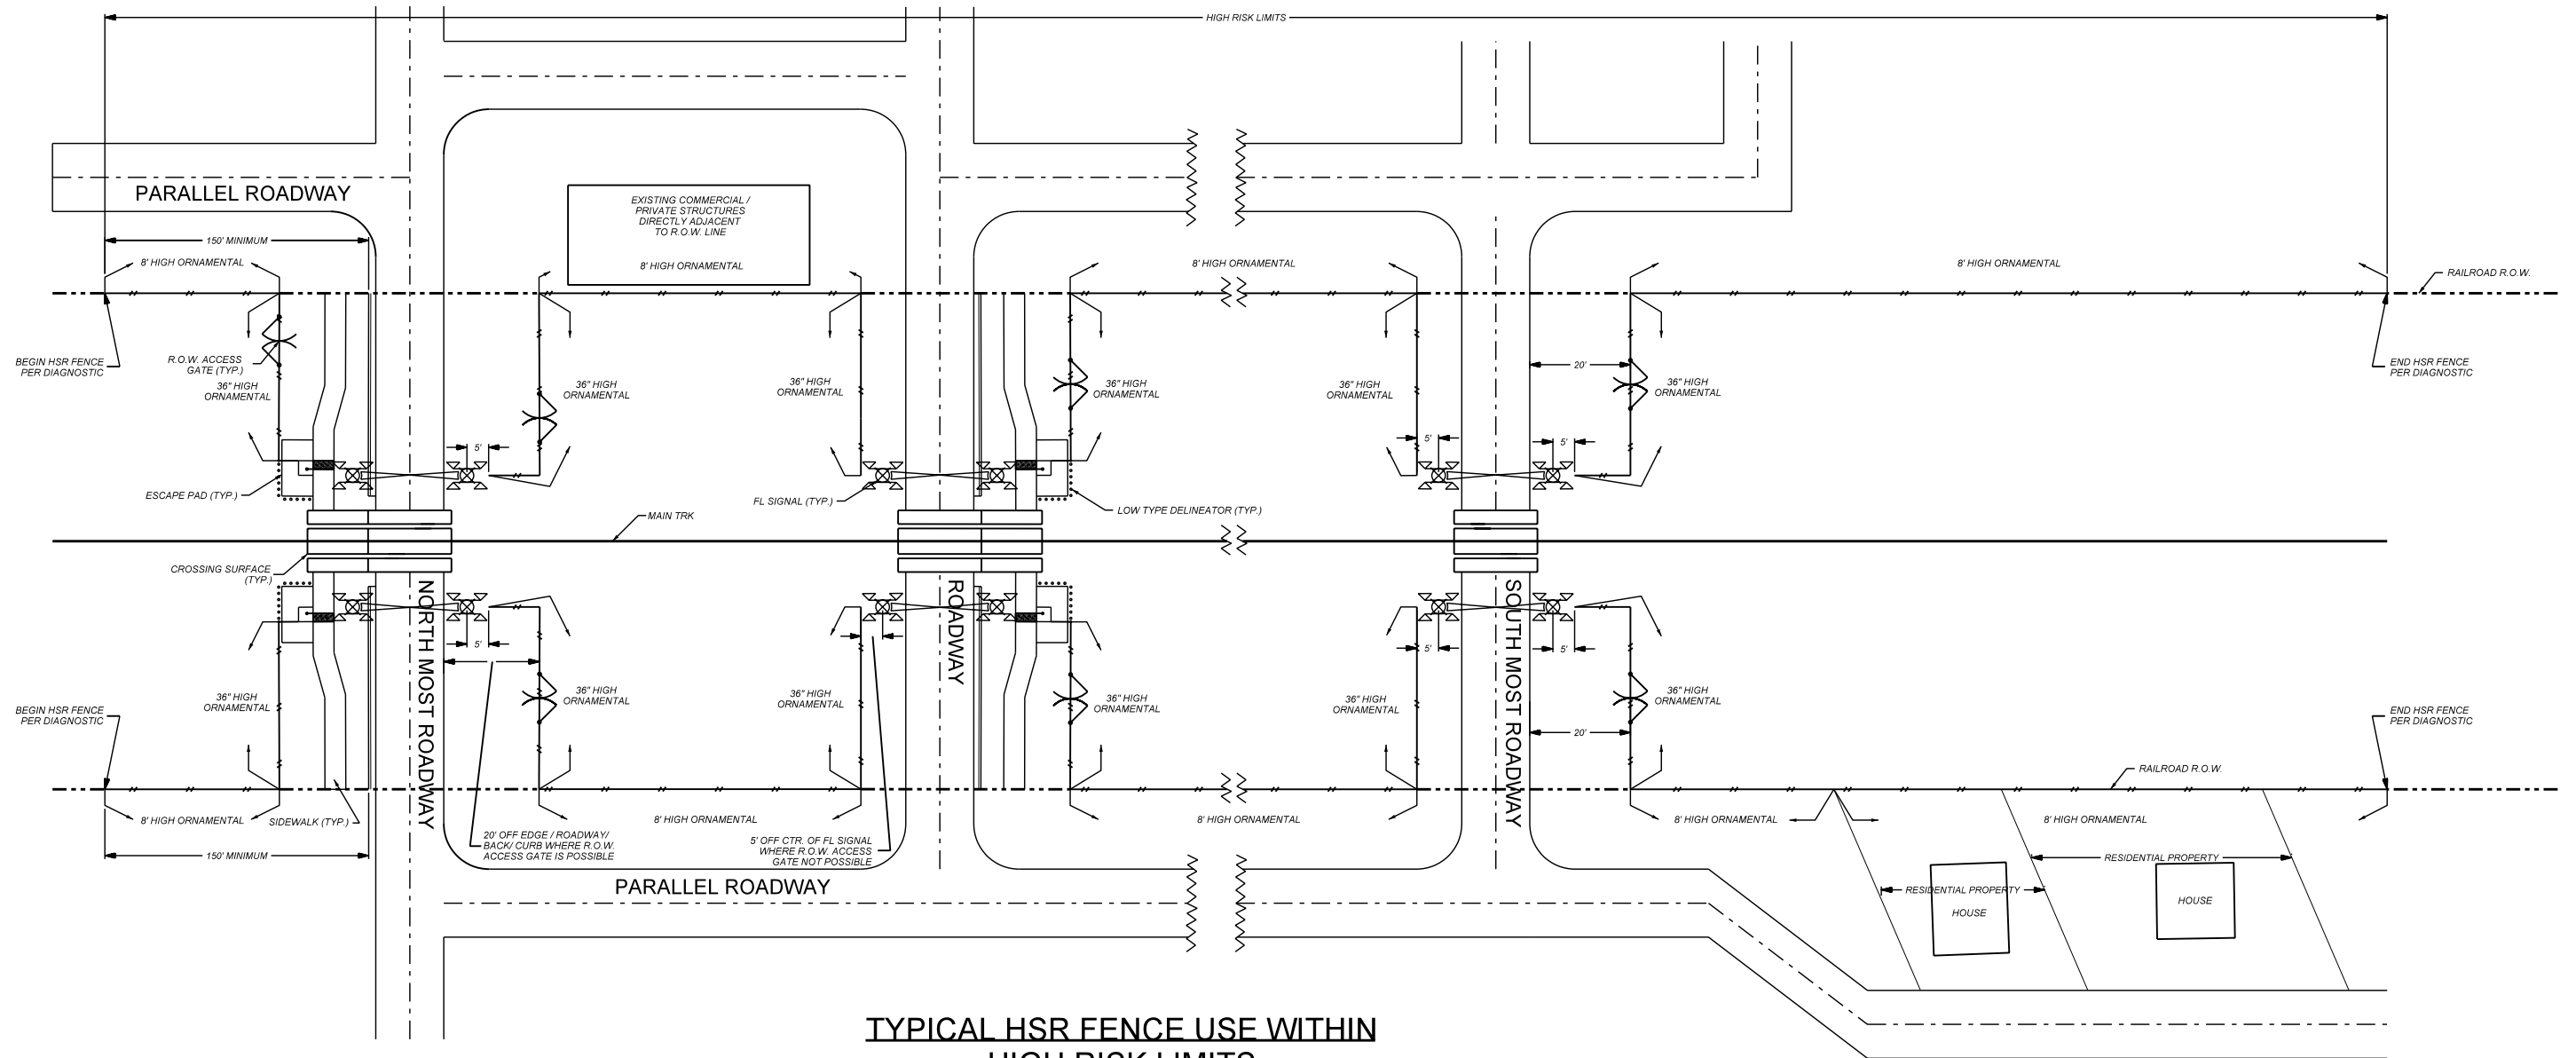 HIGH RISK LIMITS
PARALLEL ROADWAY
EXISTING COMMERCIAL /
PRIVATE STRUCTURES
DIRECTLY ADJACENT
TO R.O.W. LINE
8' HIGH ORNAMENTAL
150' MINIMUM
8' HIGH ORNAMENTAL
8' HIGH ORNAMENTAL
8' HIGH ORNAMENTAL
RAILROAD R.O.W.
BEGIN HSR FENCE
PER DIAGNOSTIC
R.O.W. ACCESS
GATE (TYP.)
36" HIGH
ORNAMENTAL
36" HIGH
ORNAMENTAL
36" HIGH
ORNAMENTAL
36" HIGH
ORNAMENTAL
36" HIGH
ORNAMENTAL
20'
36" HIGH
ORNAMENTAL
END HSR FENCE
PER DIAGNOSTIC
5'
5'
5'
ESCAPE PAD (TYP.)
FL SIGNAL (TYP.)
LOW TYPE DELINEATOR (TYP.)
MAIN TRK
CROSSING SURFACE
(TYP.)
NORTH MOST ROADWAY
ROADWAY
SOUTH MOST ROADWAY
5'
5'
5'
36" HIGH
ORNAMENTAL
36" HIGH
ORNAMENTAL
36" HIGH
ORNAMENTAL
36" HIGH
ORNAMENTAL
36" HIGH
ORNAMENTAL
36" HIGH
ORNAMENTAL
20'
BEGIN HSR FENCE
PER DIAGNOSTIC
END HSR FENCE
PER DIAGNOSTIC
RAILROAD R.O.W.
8' HIGH ORNAMENTAL
SIDEWALK (TYP.)
8' HIGH ORNAMENTAL
8' HIGH ORNAMENTAL
8' HIGH ORNAMENTAL
8' HIGH ORNAMENTAL
20' OFF EDGE / ROADWAY/
BACK/ CURB WHERE R.O.W.
ACCESS GATE IS POSSIBLE
5' OFF CTR. OF FL SIGNAL
WHERE R.O.W. ACCESS
GATE NOT POSSIBLE
150' MINIMUM
PARALLEL ROADWAY
RESIDENTIAL PROPERTY
RESIDENTIAL PROPERTY
HOUSE
HOUSE
TYPICAL HSR FENCE USE WITHIN
HIGH RISK LIMITS